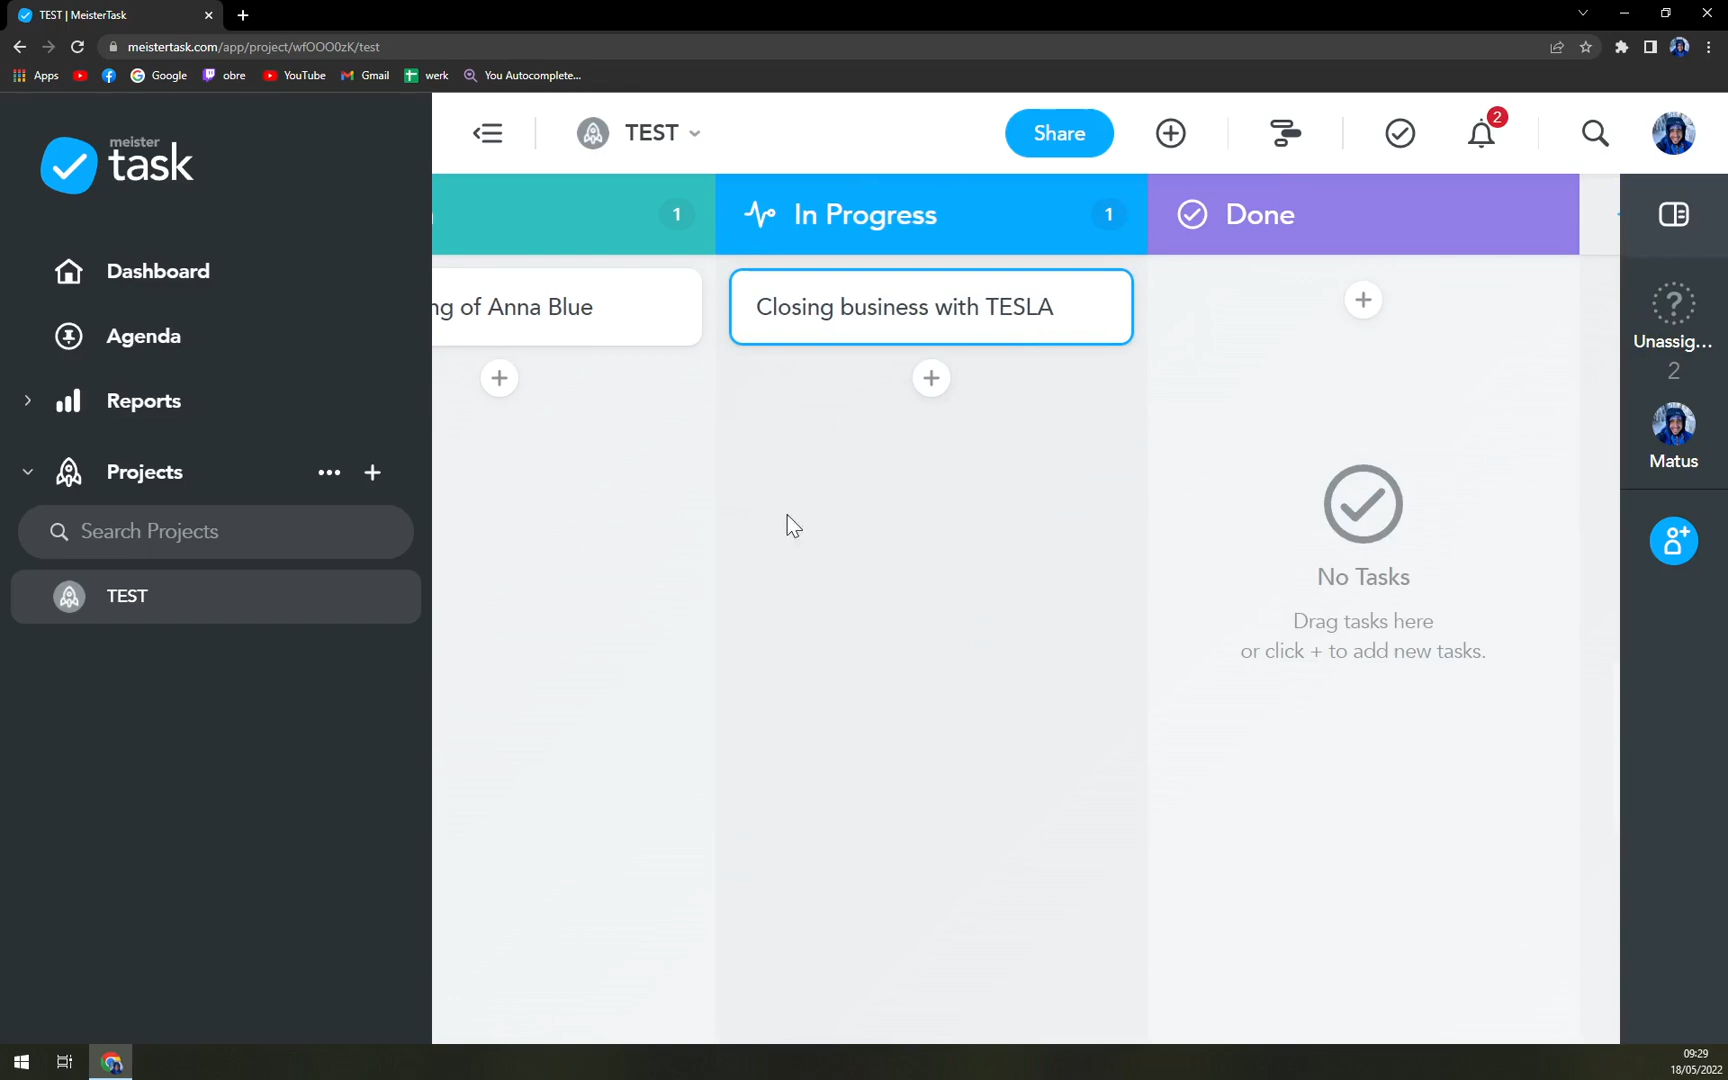 TEST | MeisterTask
meistertask.com/app/project/wfOOO0zK/test
Apps
Google
obre
YouTube
Gmail
werk
You Autocomplete...
meister
task
TEST
Share
2
1
In Progress
1
Done
Dashboard
Agenda
Reports
Projects
Search Projects
TEST
ng of Anna Blue
Closing business with TESLA
No Tasks
Drag tasks here
or click + to add new tasks.
Unassig...
2
Matus
09:29
18/05/2022